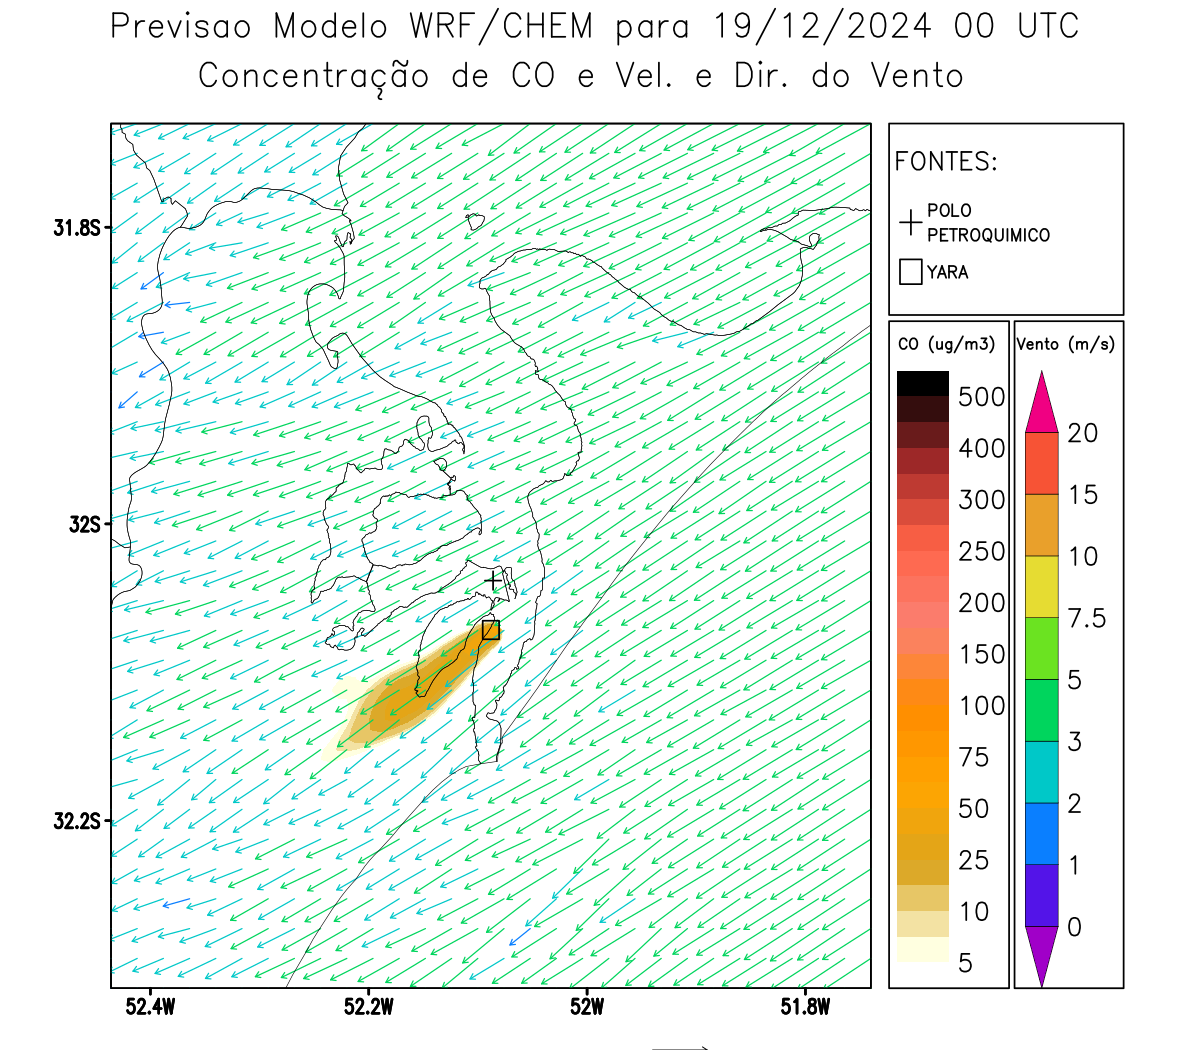 Previsao Modelo WRF/CHEM para 19/12/2024 00 UTC
Concentração de CO e Vel. e Dir. do Vento
FONTES:
POLO
PETROQUIMICO
YARA
CO (ug/m3)
500
400
300
250
200
150
100
75
50
25
10
5
Vento (m/s)
20
15
10
7.5
5
3
2
1
0
31.8S
32S
32.2S
52.4W
52.2W
52W
51.8W